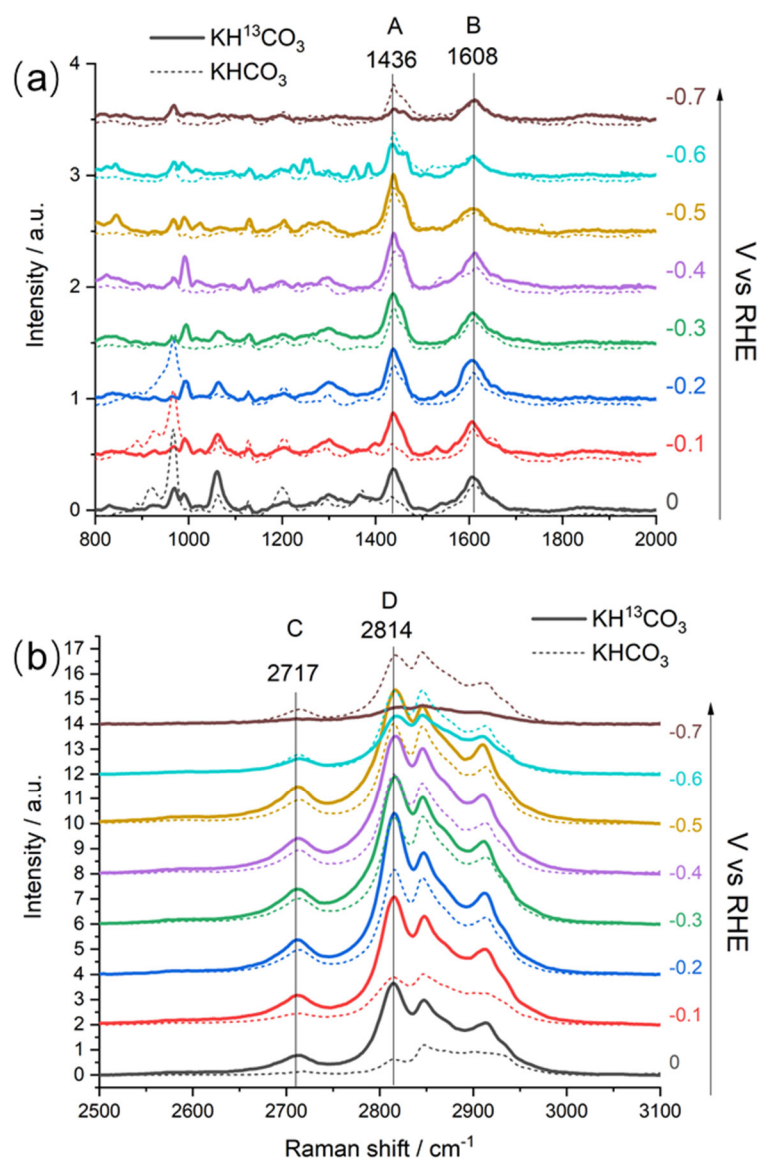 (a)
KH¹³CO₃
KHCO₃
A
B
1436
1608
4
3
2
1
0
Intensity / a.u.
-0.7
-0.6
-0.5
-0.4
-0.3
-0.2
-0.1
0
V vs RHE
800 1000 1200 1400 1600 1800 2000
(b)
C
D
2717
2814
KH¹³CO₃
KHCO₃
17
16
15
14
13
12
11
10
9
8
7
6
5
4
3
2
1
0
Intensity / a.u.
-0.7
-0.6
-0.5
-0.4
-0.3
-0.2
-0.1
0
V vs RHE
2500 2600 2700 2800 2900 3000 3100
Raman shift / cm⁻¹